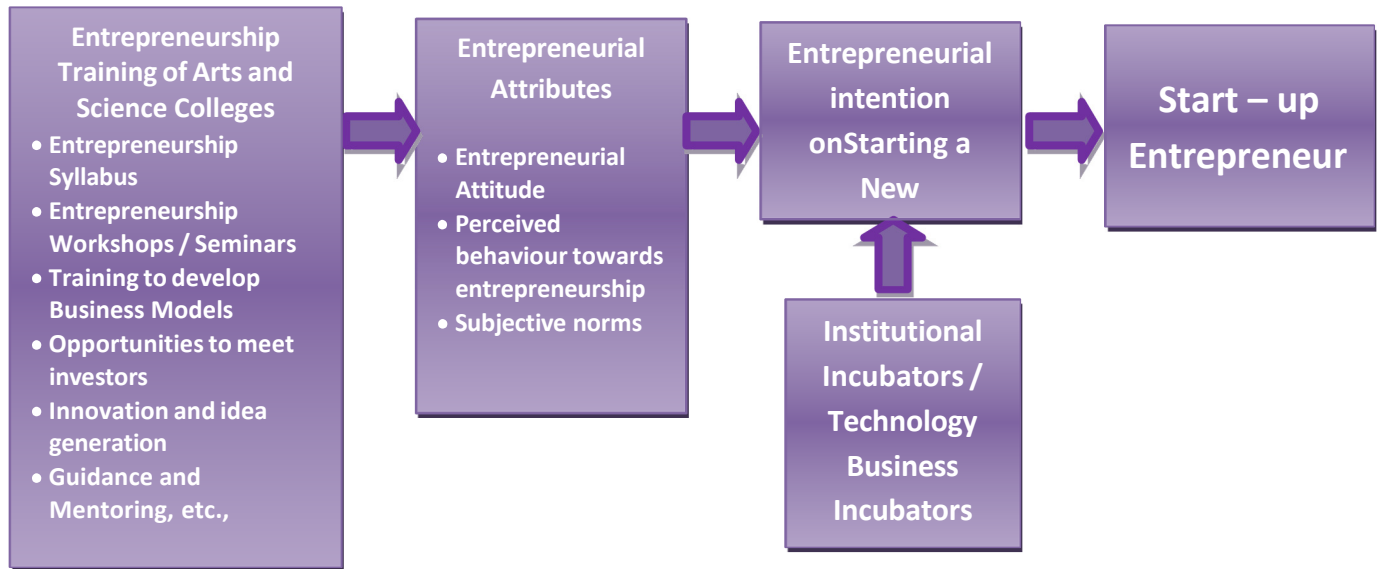 Entrepreneurship
Training of Arts and
Science Colleges
• Entrepreneurship
Syllabus
• Entrepreneurship
Workshops / Seminars
• Training to develop
Business Models
• Opportunities to meet
investors
• Innovation and idea
generation
• Guidance and
Mentoring, etc.,
Entrepreneurial
Attributes
• Entrepreneurial
Attitude
• Perceived
behaviour towards
entrepreneurship
• Subjective norms
Entrepreneurial
intention
onStarting a
New
Institutional
Incubators /
Technology
Business
Incubators
Start – up
Entrepreneur